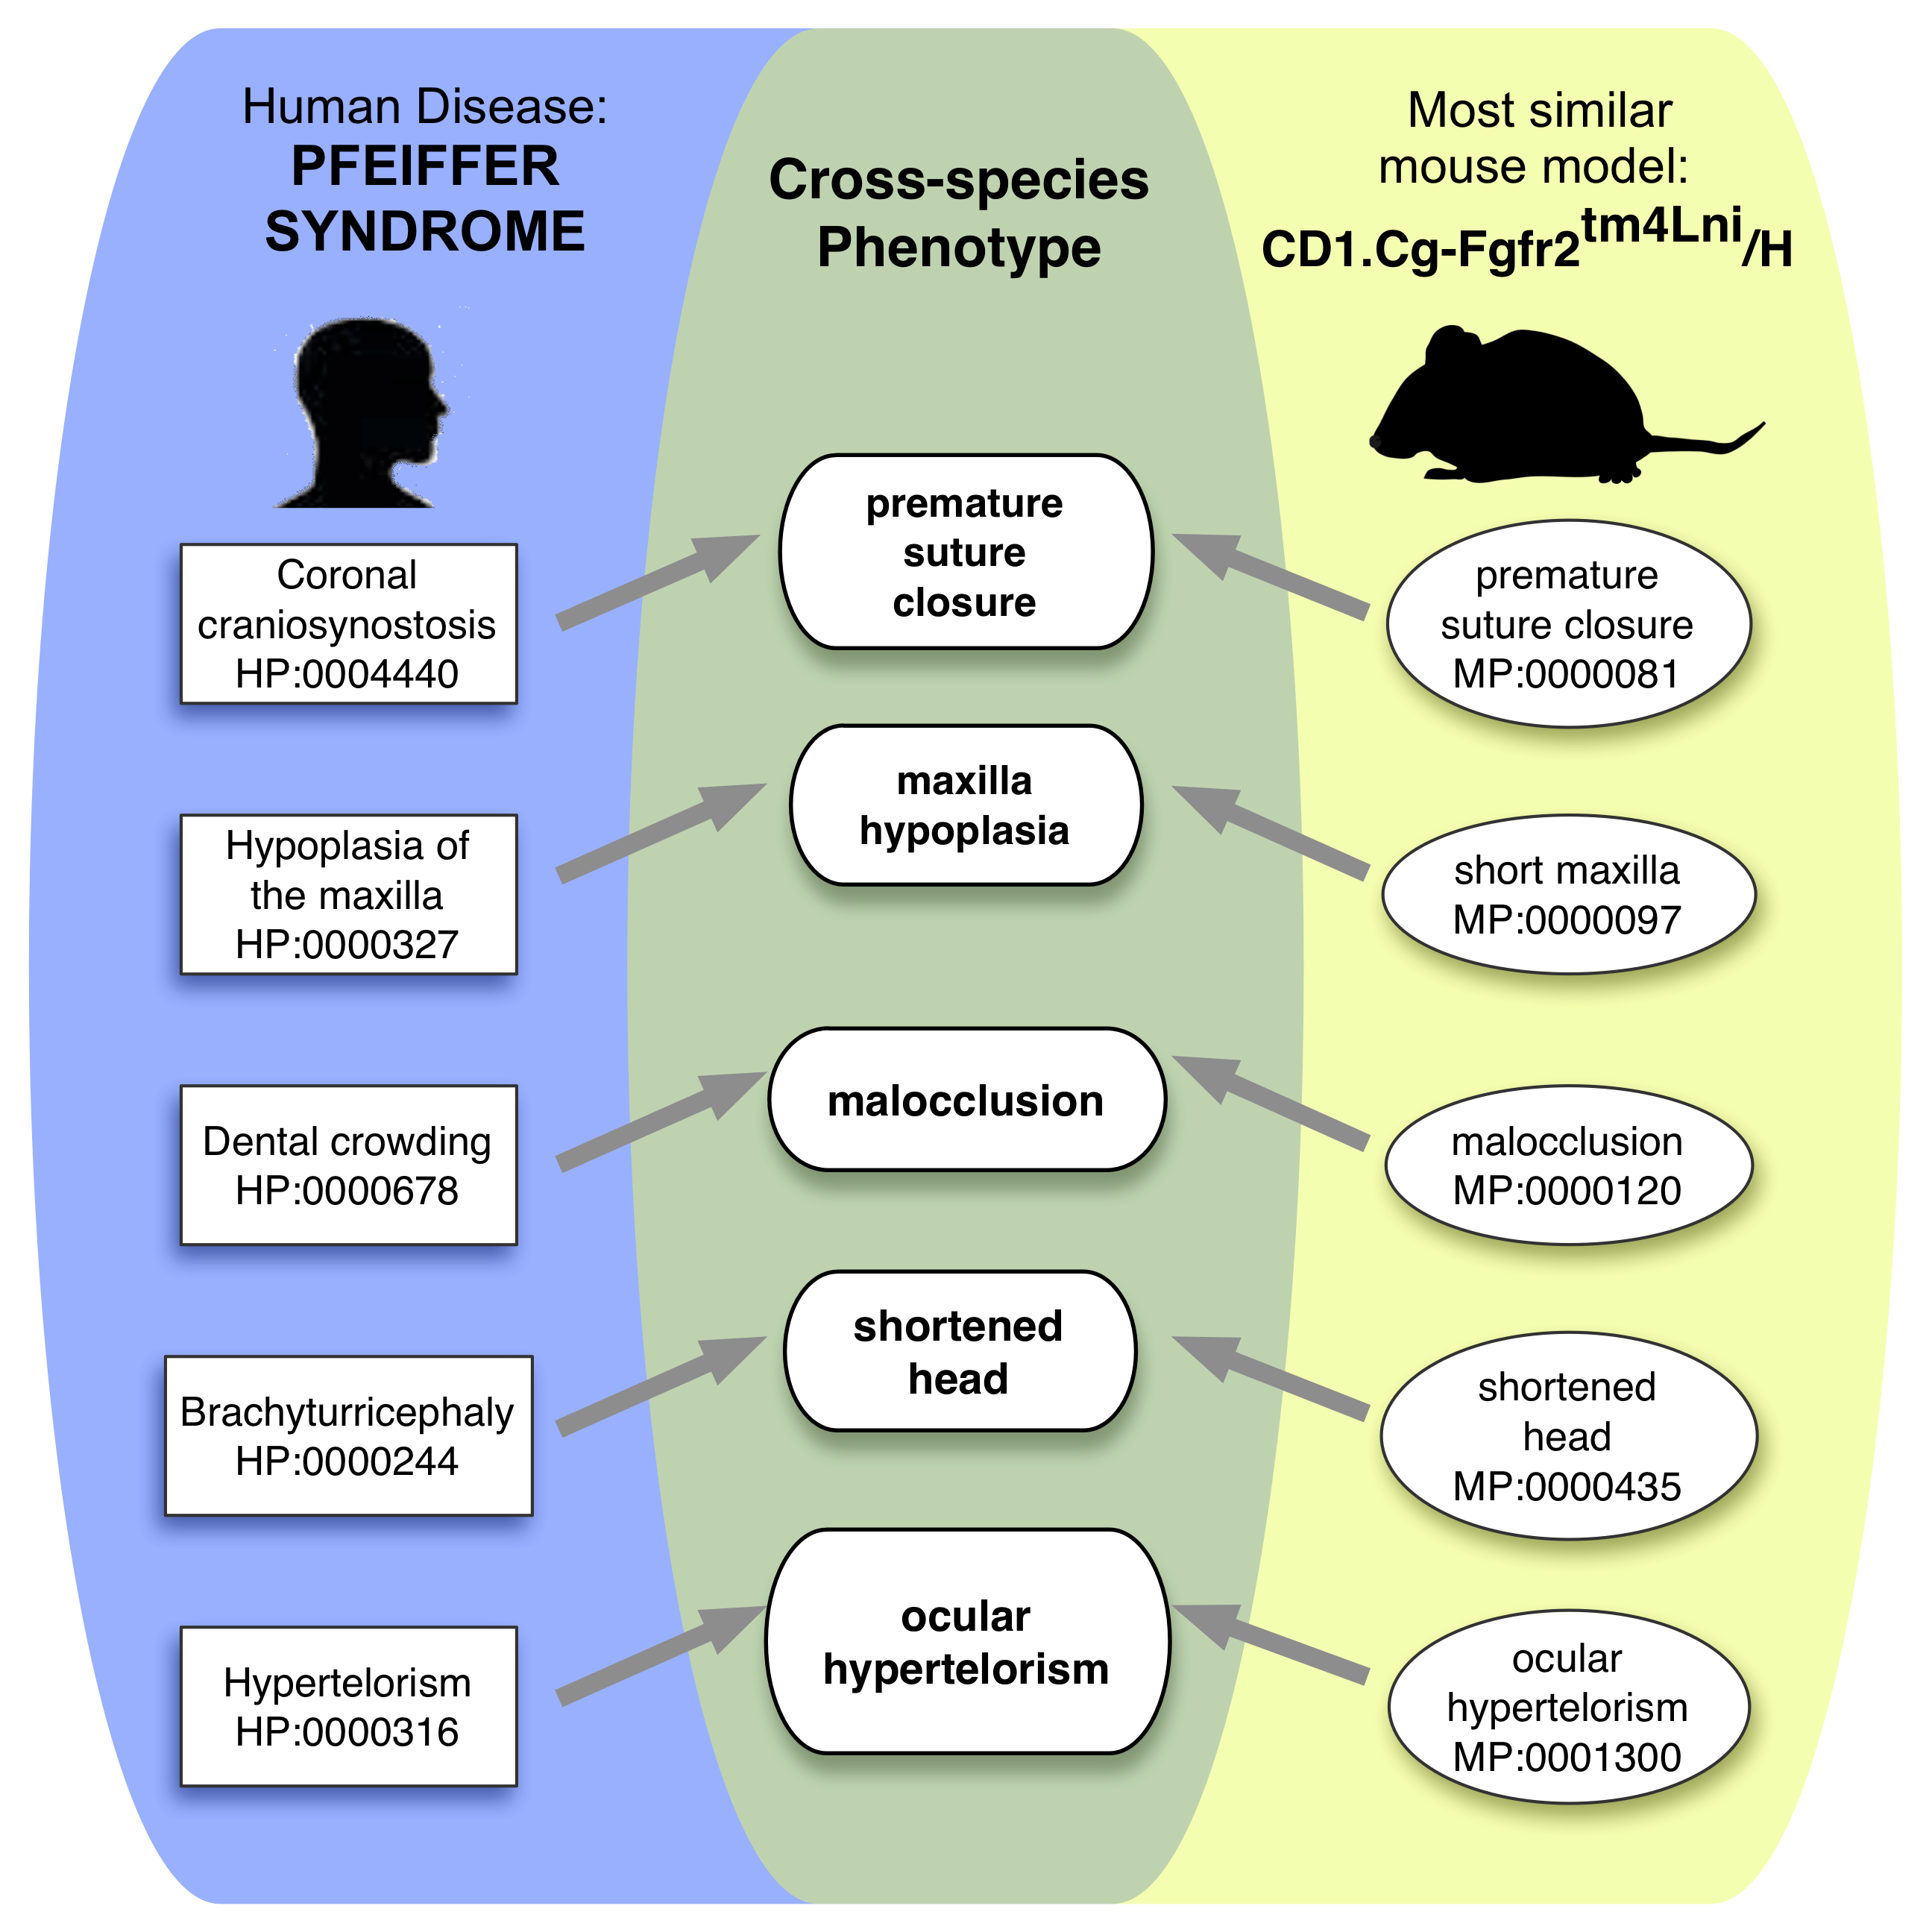 Human Disease:
PFEIFFER
SYNDROME
Cross-species
Phenotype
Most similar
mouse model:
CD1.Cg-Fgfr2tm4Lni/H
Coronal
craniosynostosis
HP:0004440
premature
suture
closure
premature
suture closure
MP:0000081
Hypoplasia of
the maxilla
HP:0000327
maxilla
hypoplasia
short maxilla
MP:0000097
Dental crowding
HP:0000678
malocclusion
malocclusion
MP:0000120
Brachyturricephaly
HP:0000244
shortened
head
shortened
head
MP:0000435
Hypertelorism
HP:0000316
ocular
hypertelorism
ocular
hypertelorism
MP:0001300